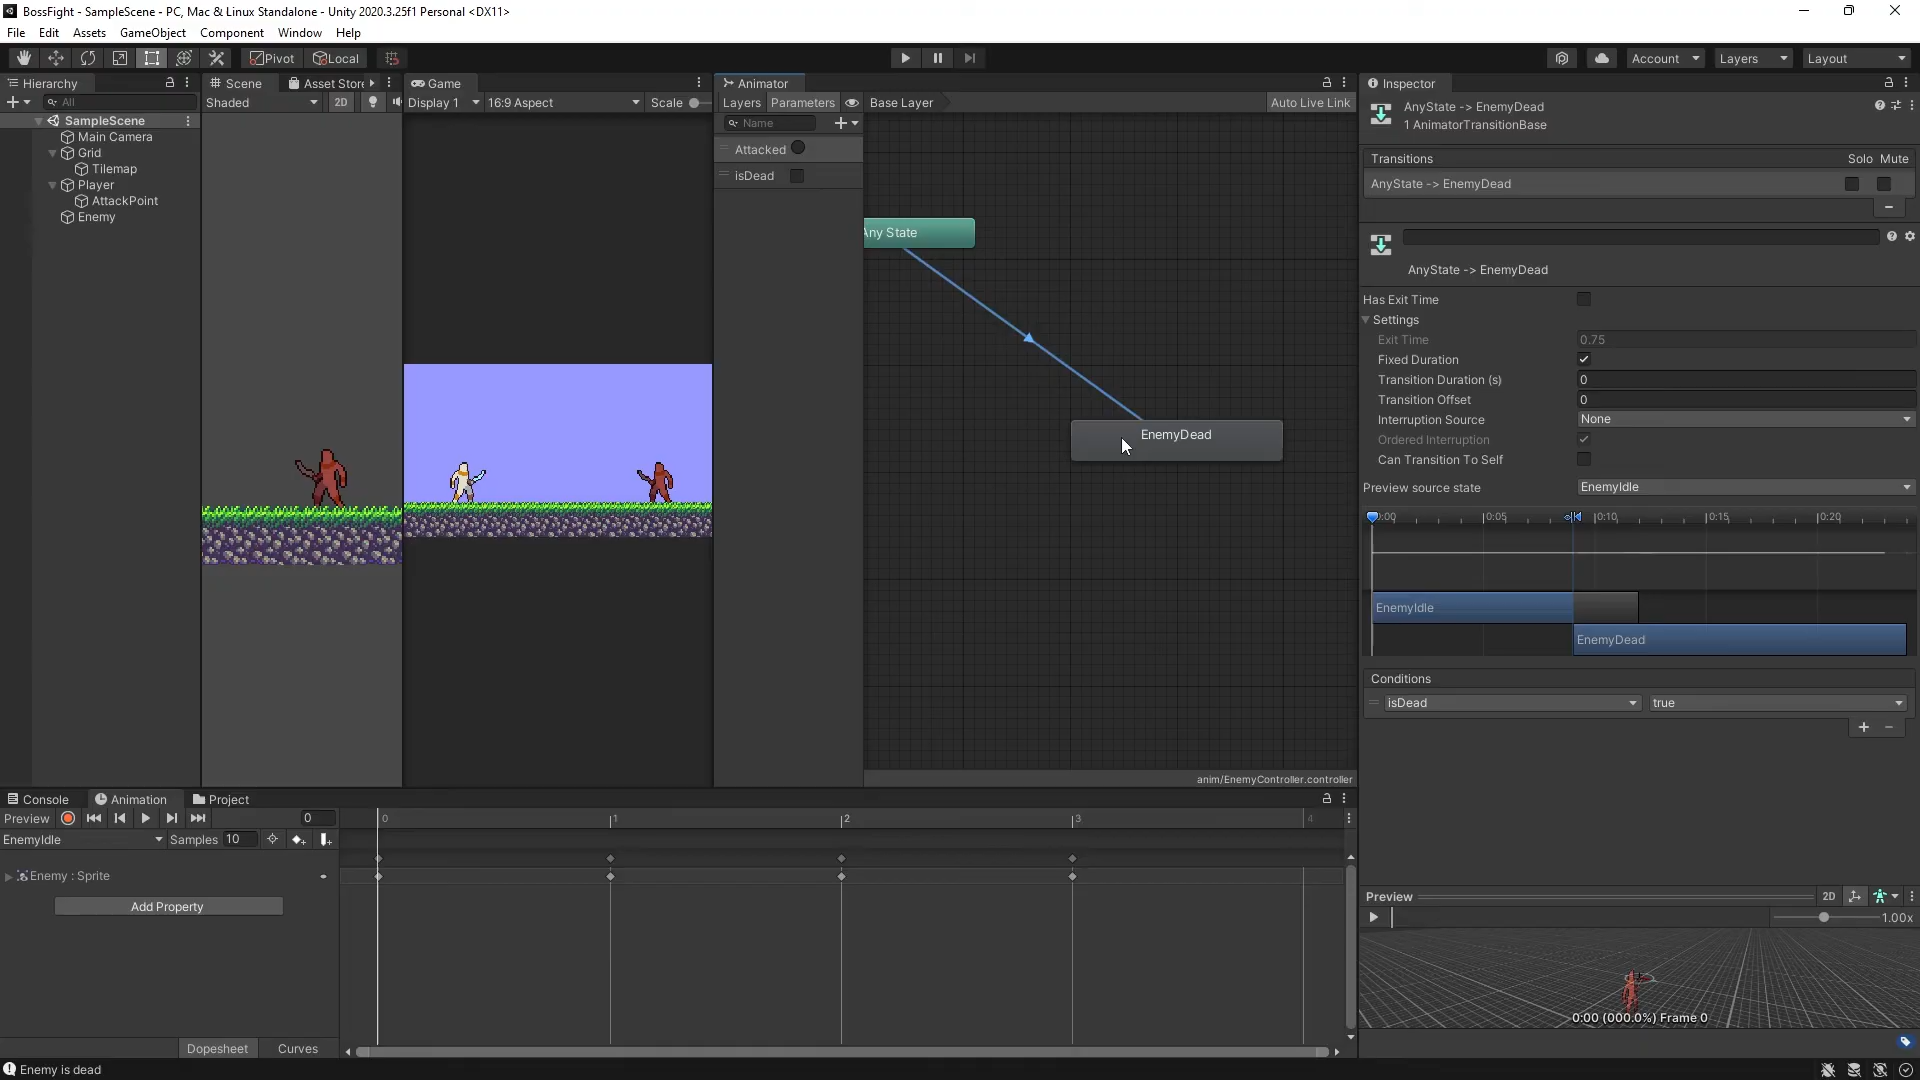 BossFight - SampleScene - PC, Mac & Linux Standalone - Unity 2020.3.25f1 Personal <DX11>
File Edit Assets GameObject Component Window Help
Pivot Local Account Layers Layout
Hierarchy Scene Asset Store Game Animator Inspector
All Shaded 2D Display 1 16:9 Aspect Scale Layers Parameters Base Layer Auto Live Link
SampleScene
Main Camera
Grid
Tilemap
Player
AttackPoint
Enemy
Name
Attacked
isDead
Any State
EnemyDead
anim/EnemyController.controller
AnyState -> EnemyDead
1 AnimatorTransitionBase
Transitions Solo Mute
AnyState -> EnemyDead
AnyState -> EnemyDead
Has Exit Time
Settings
Exit Time 0.75
Fixed Duration
Transition Duration (s) 0
Transition Offset 0
Interruption Source None
Ordered Interruption
Can Transition To Self
Preview source state EnemyIdle
0:00 0:05 0:10 0:15 0:20
EnemyIdle
EnemyDead
Conditions
isDead true
Preview 2D
1.00x
0:00 (000.0%) Frame 0
Console Animation Project
Preview 0 0 1 2 3 4
EnemyIdle Samples 10
Enemy : Sprite
Add Property
Dopesheet Curves
Enemy is dead